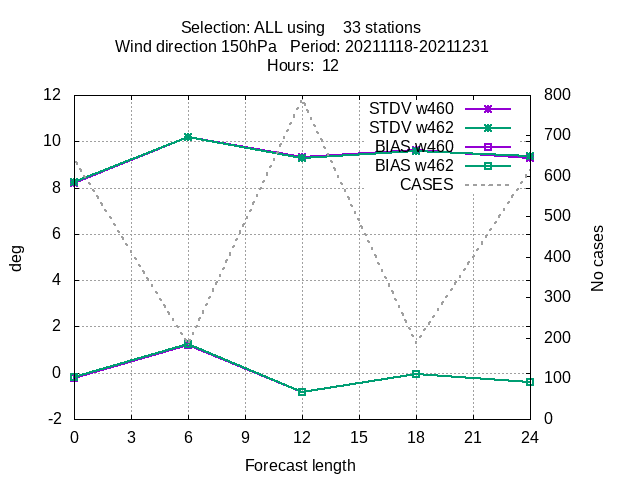 Selection: ALL using    33 stations
Wind direction 150hPa   Period: 20211118-20211231
Hours:  12
12
10
8
6
4
2
0
-2
deg
800
700
600
500
400
300
200
100
0
No cases
STDV w460
STDV w462
BIAS w460
BIAS w462
CASES
0 3 6 9 12 15 18 21 24
Forecast length